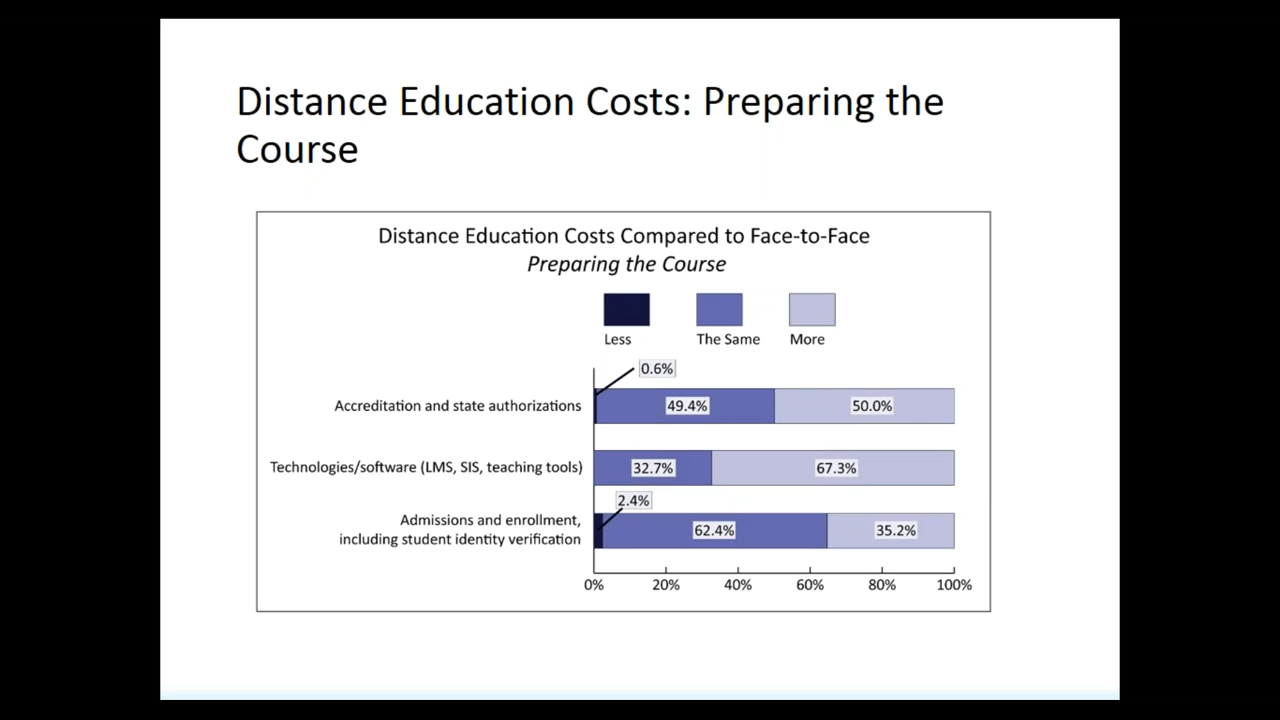 Distance Education Costs: Preparing the
Course
Distance Education Costs Compared to Face-to-Face
Preparing the Course
Less
The Same
More
0.6%
Accreditation and state authorizations
49.4%
50.0%
Technologies/software (LMS, SIS, teaching tools)
32.7%
67.3%
2.4%
Admissions and enrollment,
including student identity verification
62.4%
35.2%
0%
20%
40%
60%
80%
100%